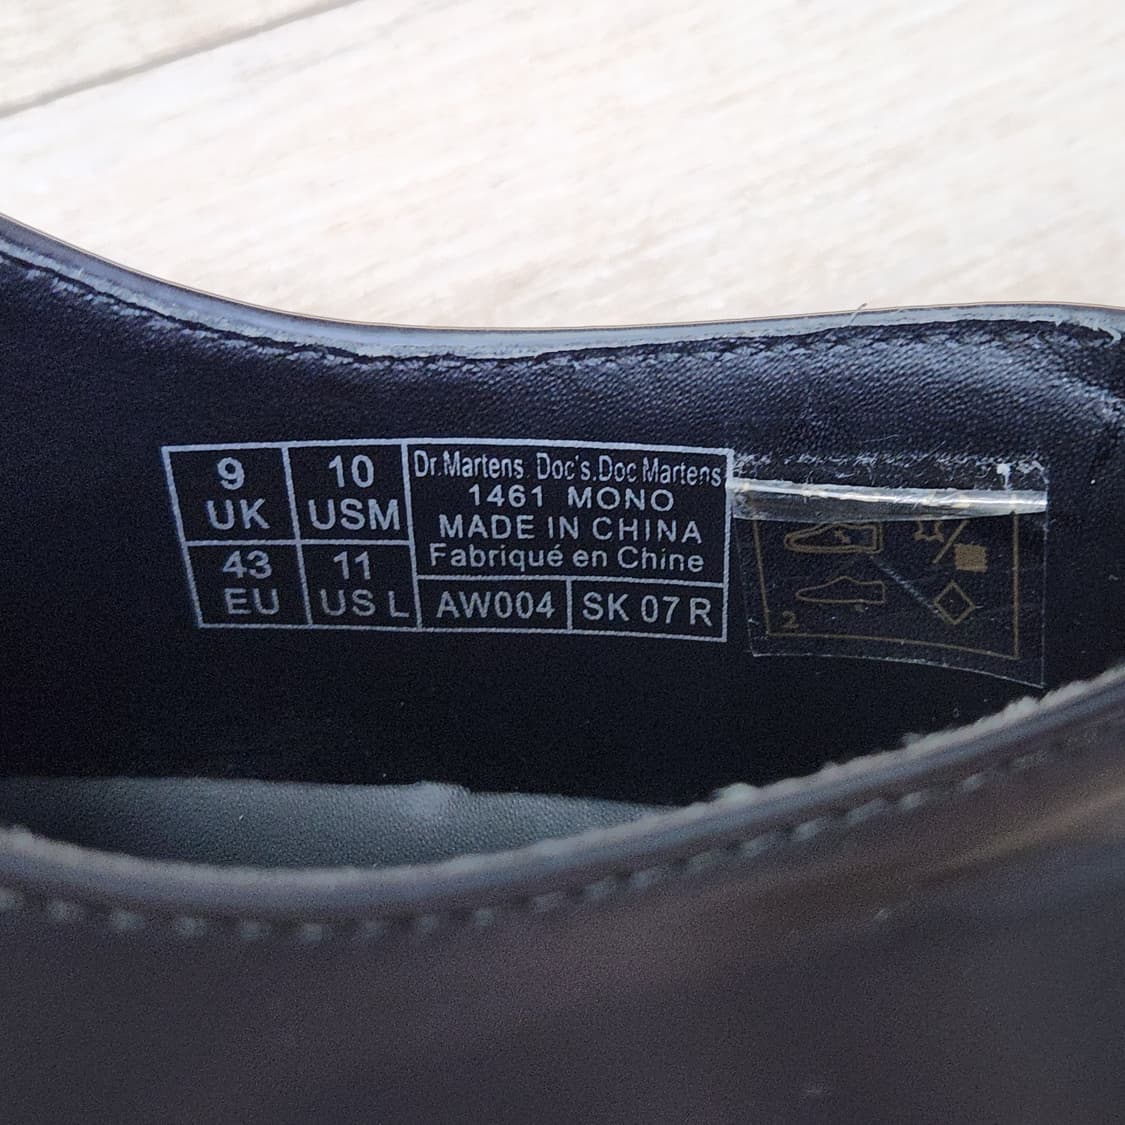 9
UK
10
USM
43
EU
11
US L
Dr.Martens Doc's.Doc Martens
1461 MONO
MADE IN CHINA
Fabriqué en Chine
AW004
SK 07 R
2